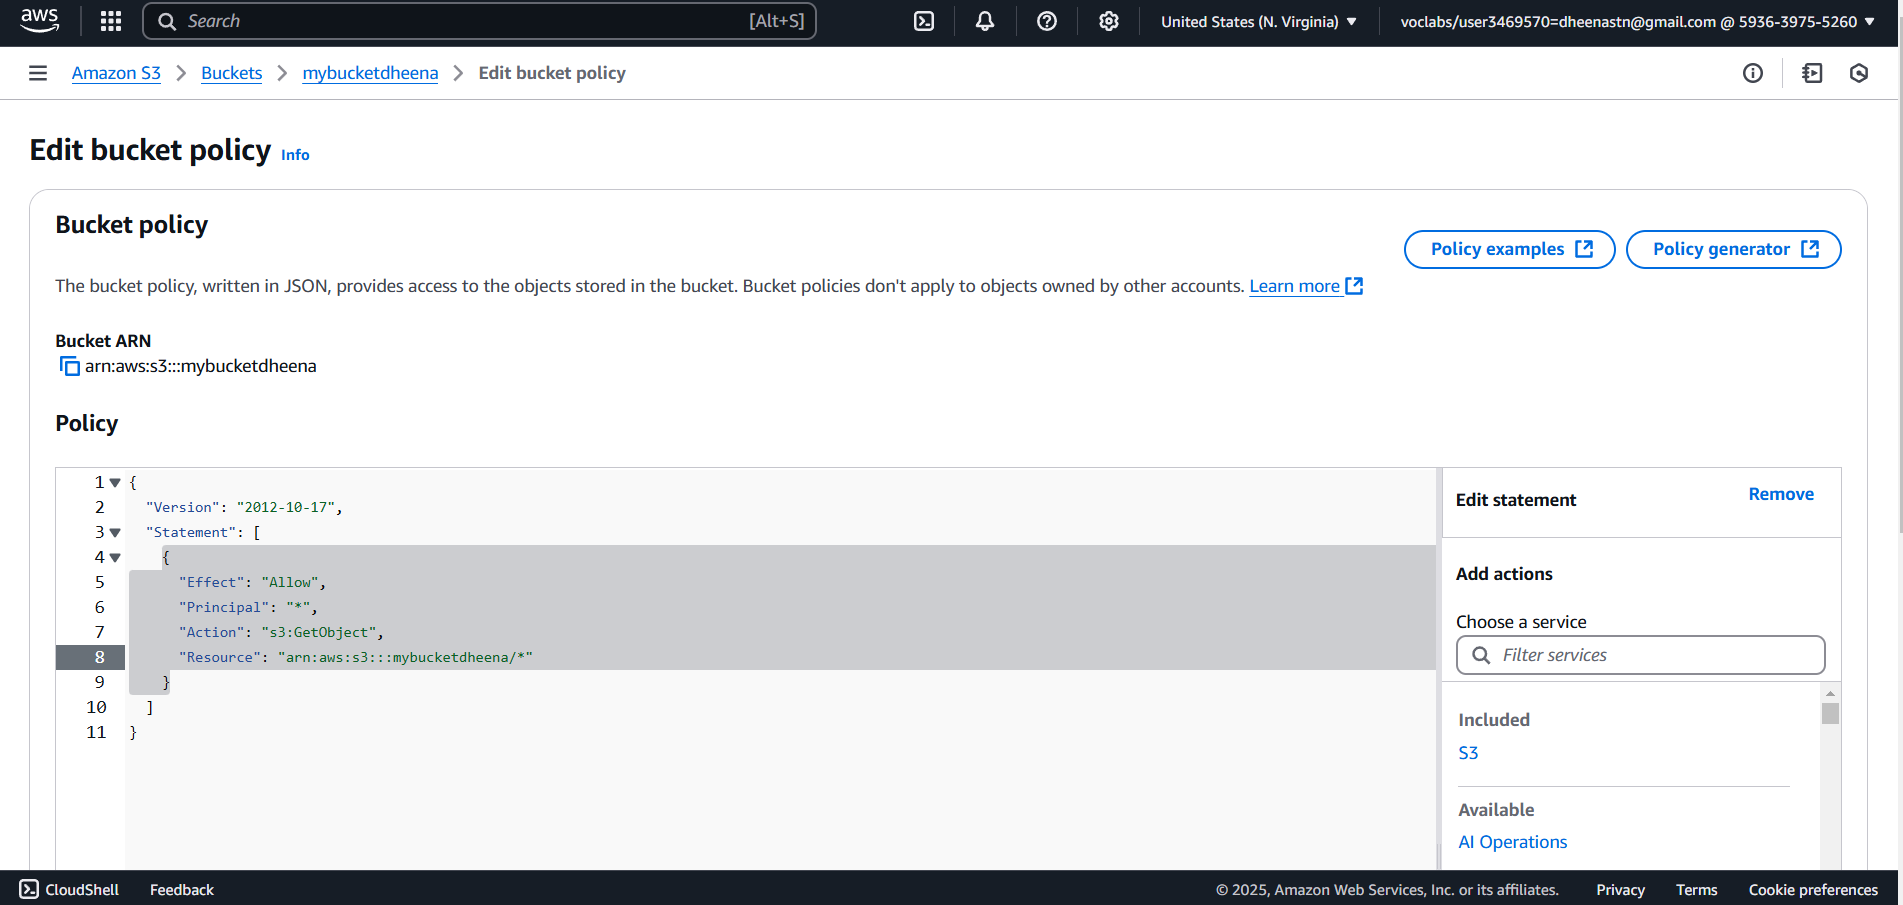 aws
Search [Alt+S]
United States (N. Virginia)
voclabs/user3469570=dheenastn@gmail.com @ 5936-3975-5260
Amazon S3 > Buckets > mybucketdheena > Edit bucket policy
Edit bucket policy Info
Bucket policy
Policy examples
Policy generator
The bucket policy, written in JSON, provides access to the objects stored in the bucket. Bucket policies don't apply to objects owned by other accounts. Learn more
Bucket ARN
arn:aws:s3:::mybucketdheena
Policy
1 {
2 "Version": "2012-10-17",
3 "Statement": [
4 {
5 "Effect": "Allow",
6 "Principal": "*",
7 "Action": "s3:GetObject",
8 "Resource": "arn:aws:s3:::mybucketdheena/*"
9 }
10 ]
11 }
Edit statement
Remove
Add actions
Choose a service
Filter services
Included
S3
Available
AI Operations
CloudShell
Feedback
© 2025, Amazon Web Services, Inc. or its affiliates.
Privacy
Terms
Cookie preferences